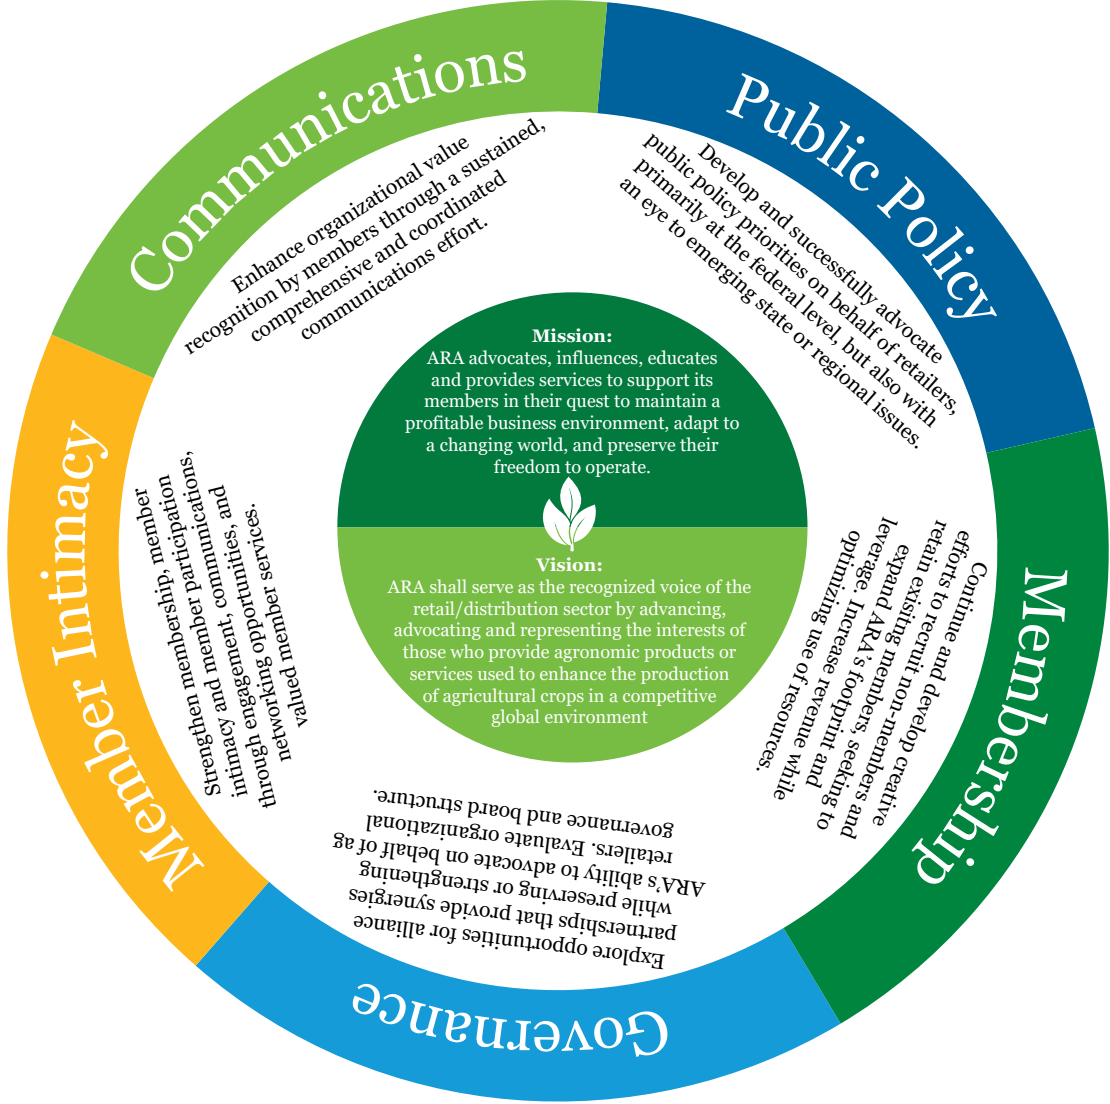 Communications
Enhance organizational value
recognition by members through a sustained,
comprehensive and coordinated
communications effort.
Public Policy
Develop and successfully advocate
public policy priorities on behalf of retailers,
primarily at the federal level, but also with
an eye to emerging state or regional issues.
Membership
Continue and develop creative
efforts to recruit non-members and
retain existing members, seeking to
expand ARA's footprint and
leverage. Increase revenue while
optimizing use of resources.
Governance
Explore opportunities for alliance
partnerships that provide synergies
while preserving or strengthening
ARA's ability to advocate on behalf of ag
retailers. Evaluate organizational
governance and board structure.
Member Intimacy
Strengthen membership, member
intimacy and member participation
through engagement, communications,
networking opportunities, and
valued member services.
Mission:
ARA advocates, influences, educates
and provides services to support its
members in their quest to maintain a
profitable business environment, adapt to
a changing world, and preserve their
freedom to operate.
Vision:
ARA shall serve as the recognized voice of the
retail/distribution sector by advancing,
advocating and representing the interests of
those who provide agronomic products or
services used to enhance the production
of agricultural crops in a competitive
global environment